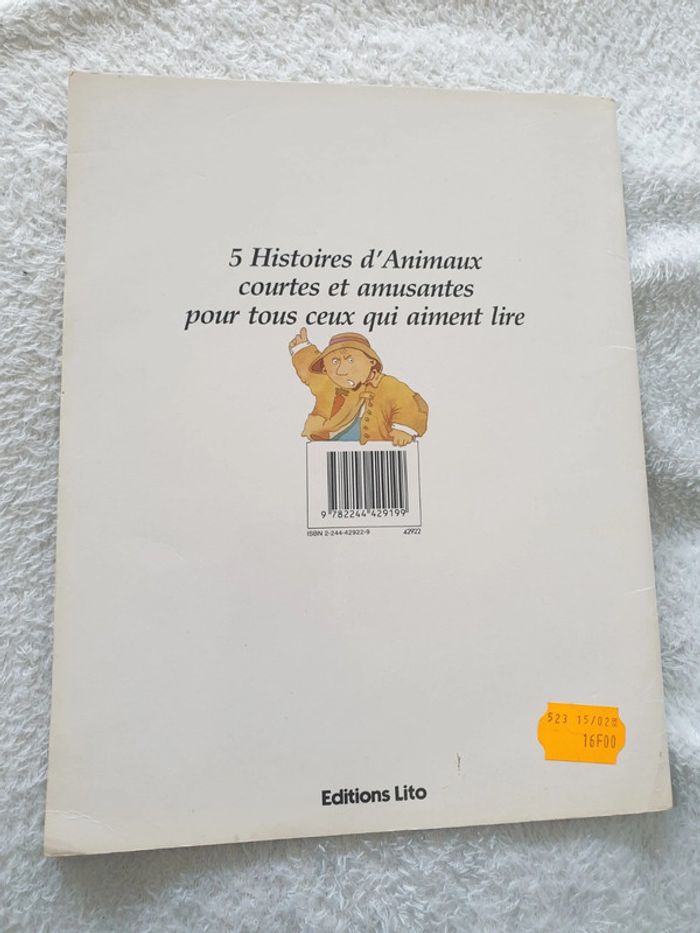 5 Histoires d'Animaux
courtes et amusantes
pour tous ceux qui aiment lire
9 782244 429199
ISBN 2-244-42922-9 42922
523 15/02
16F00
Editions Lito